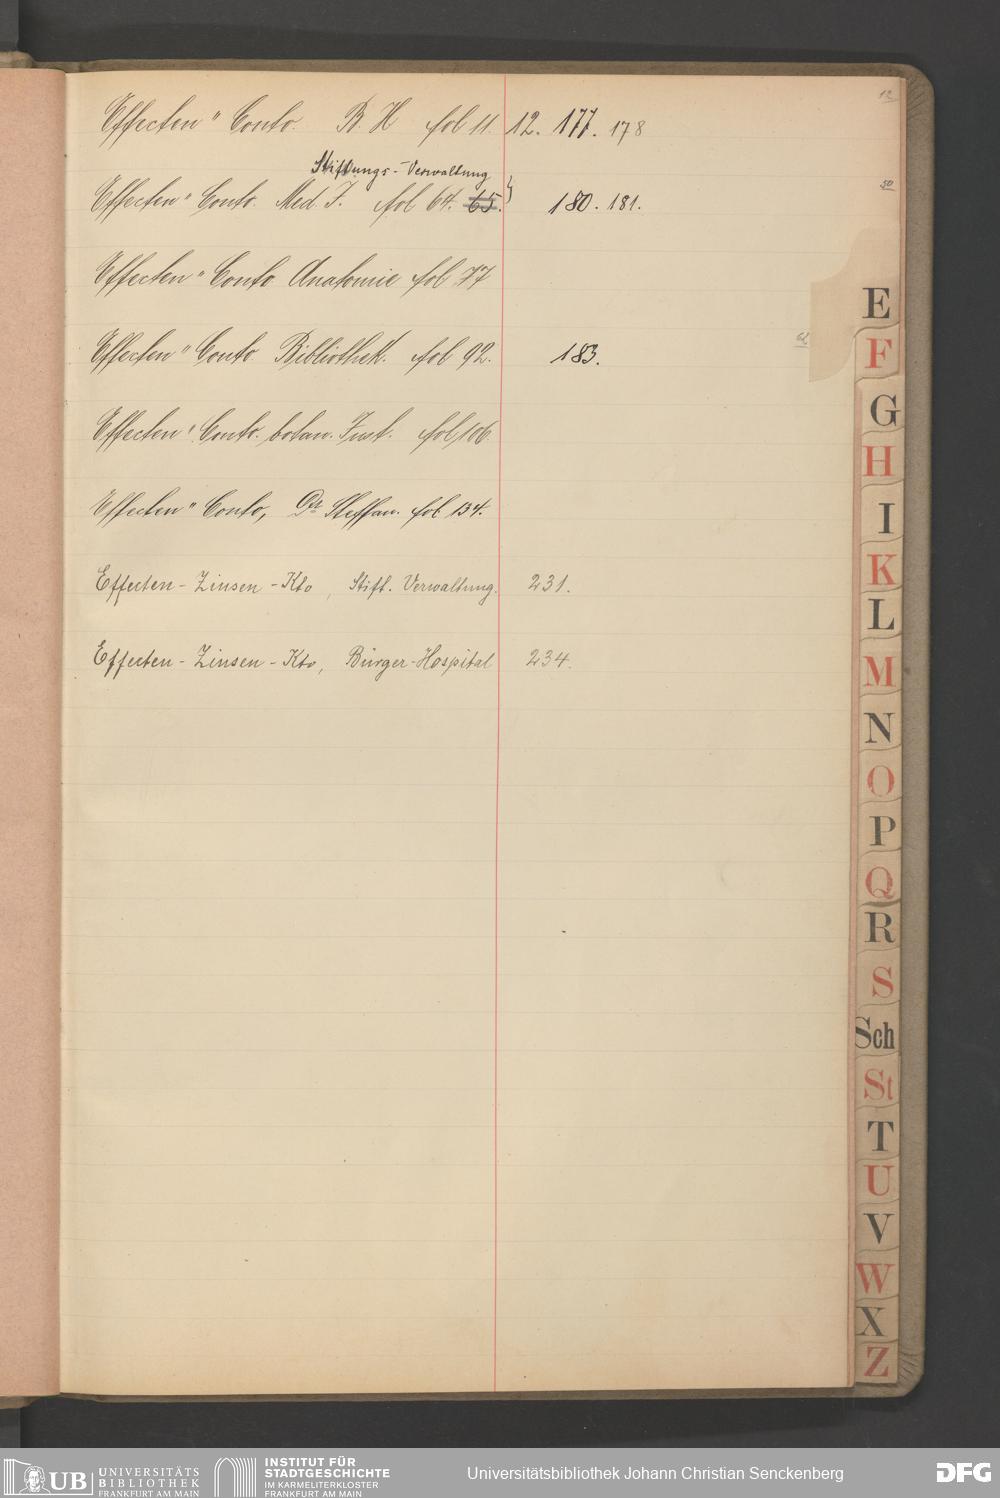 Effecten" Conto. B. H fol 11. 12. 177. 178
Stiftungs-Verwaltung
Effecten" Conto. Med. I. fol 64. 65. 180. 181.
Effecten" Conto Anatomie fol 77
Effecten" Conto Bibliothek. fol 92. 183.
Effecten" Conto. botan. Inst. fol 106.
Effecten" Conto, Dr Steffan. fol 134.
Effecten-Zinsen-Kto, Stift. Verwaltung. 231.
Effecten-Zinsen-Kto, Bürger-Hospital 234.
12
50
E
F
G
H
I
K
L
M
N
O
P
Q
R
S
Sch
St
T
U
V
W
X
Z
UB UNIVERSITÄTS
BIBLIOTHEK
FRANKFURT AM MAIN
INSTITUT FÜR
STADTGESCHICHTE
IM KARMELITERKLOSTER
FRANKFURT AM MAIN
Universitätsbibliothek Johann Christian Senckenberg
DFG